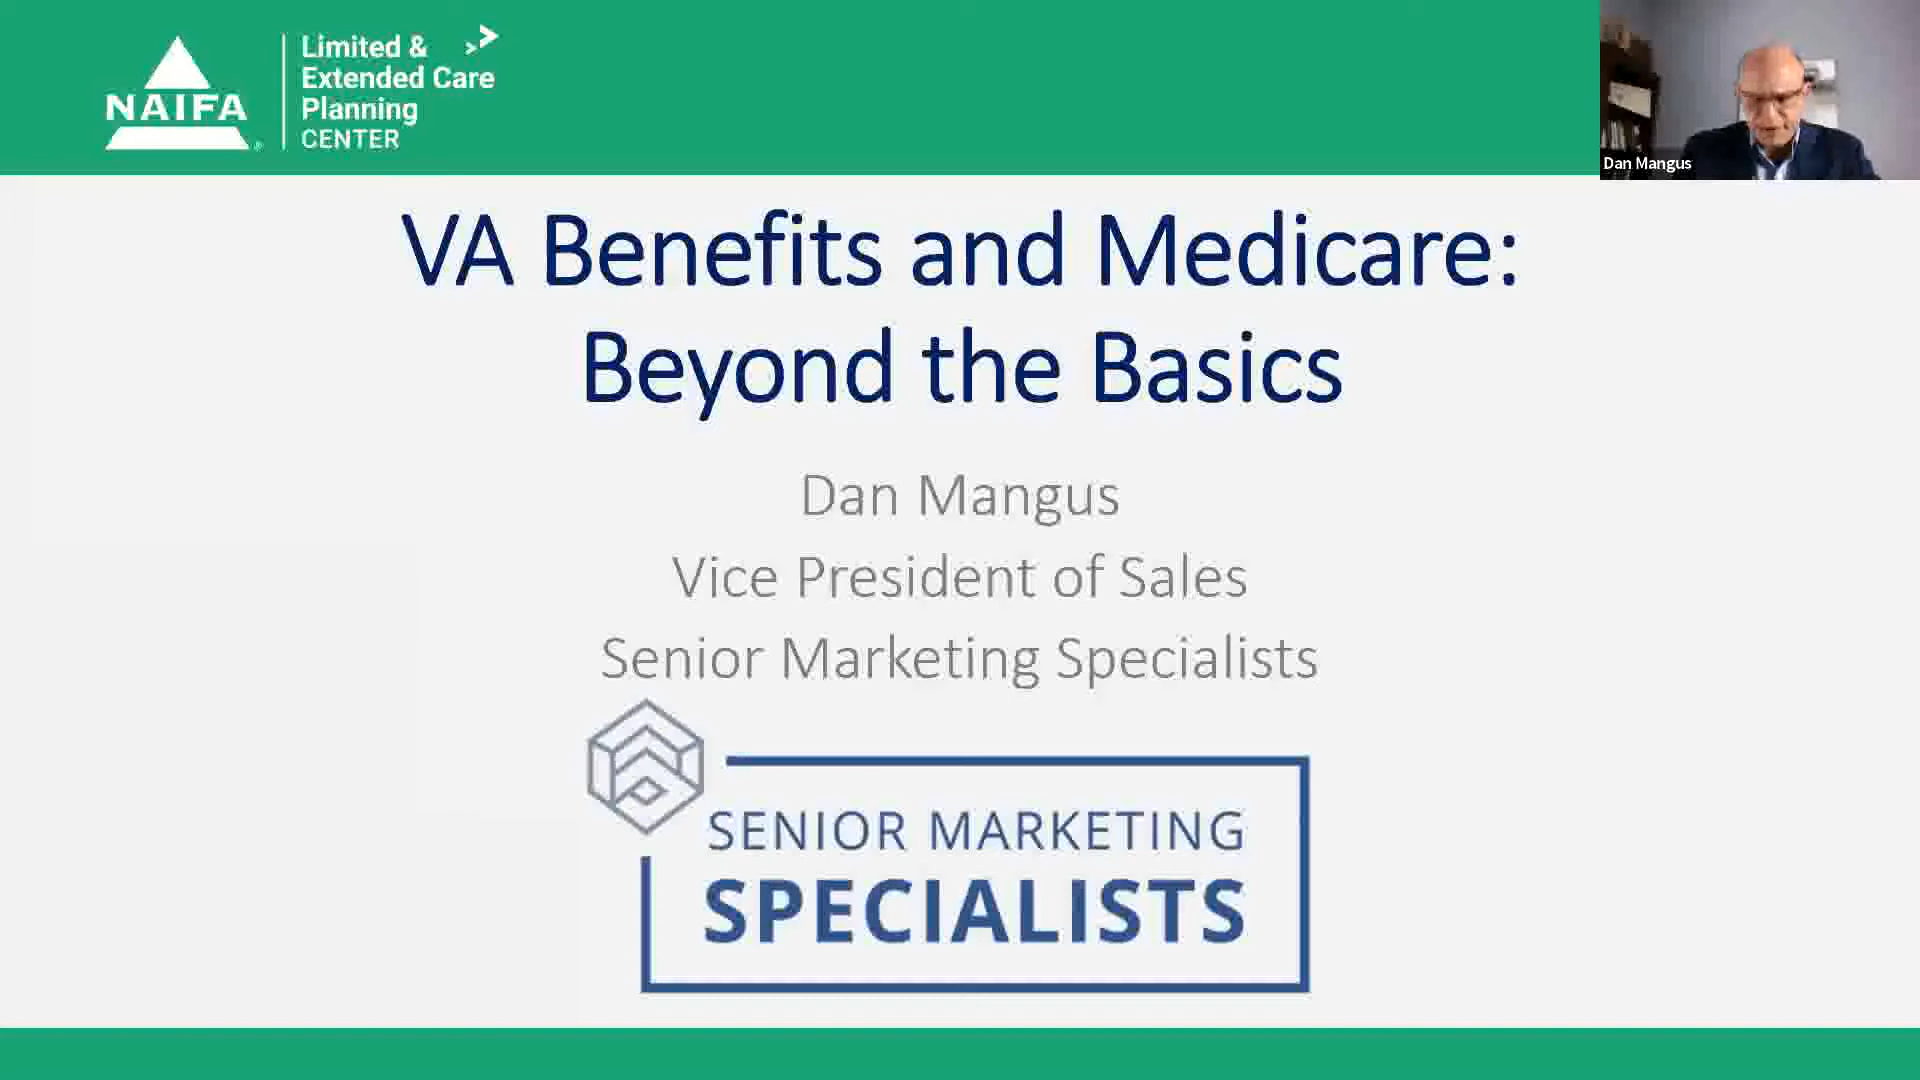 NAIFA
Limited &
Extended Care
Planning
CENTER
Dan Mangus
VA Benefits and Medicare:
Beyond the Basics
Dan Mangus
Vice President of Sales
Senior Marketing Specialists
SENIOR MARKETING
SPECIALISTS